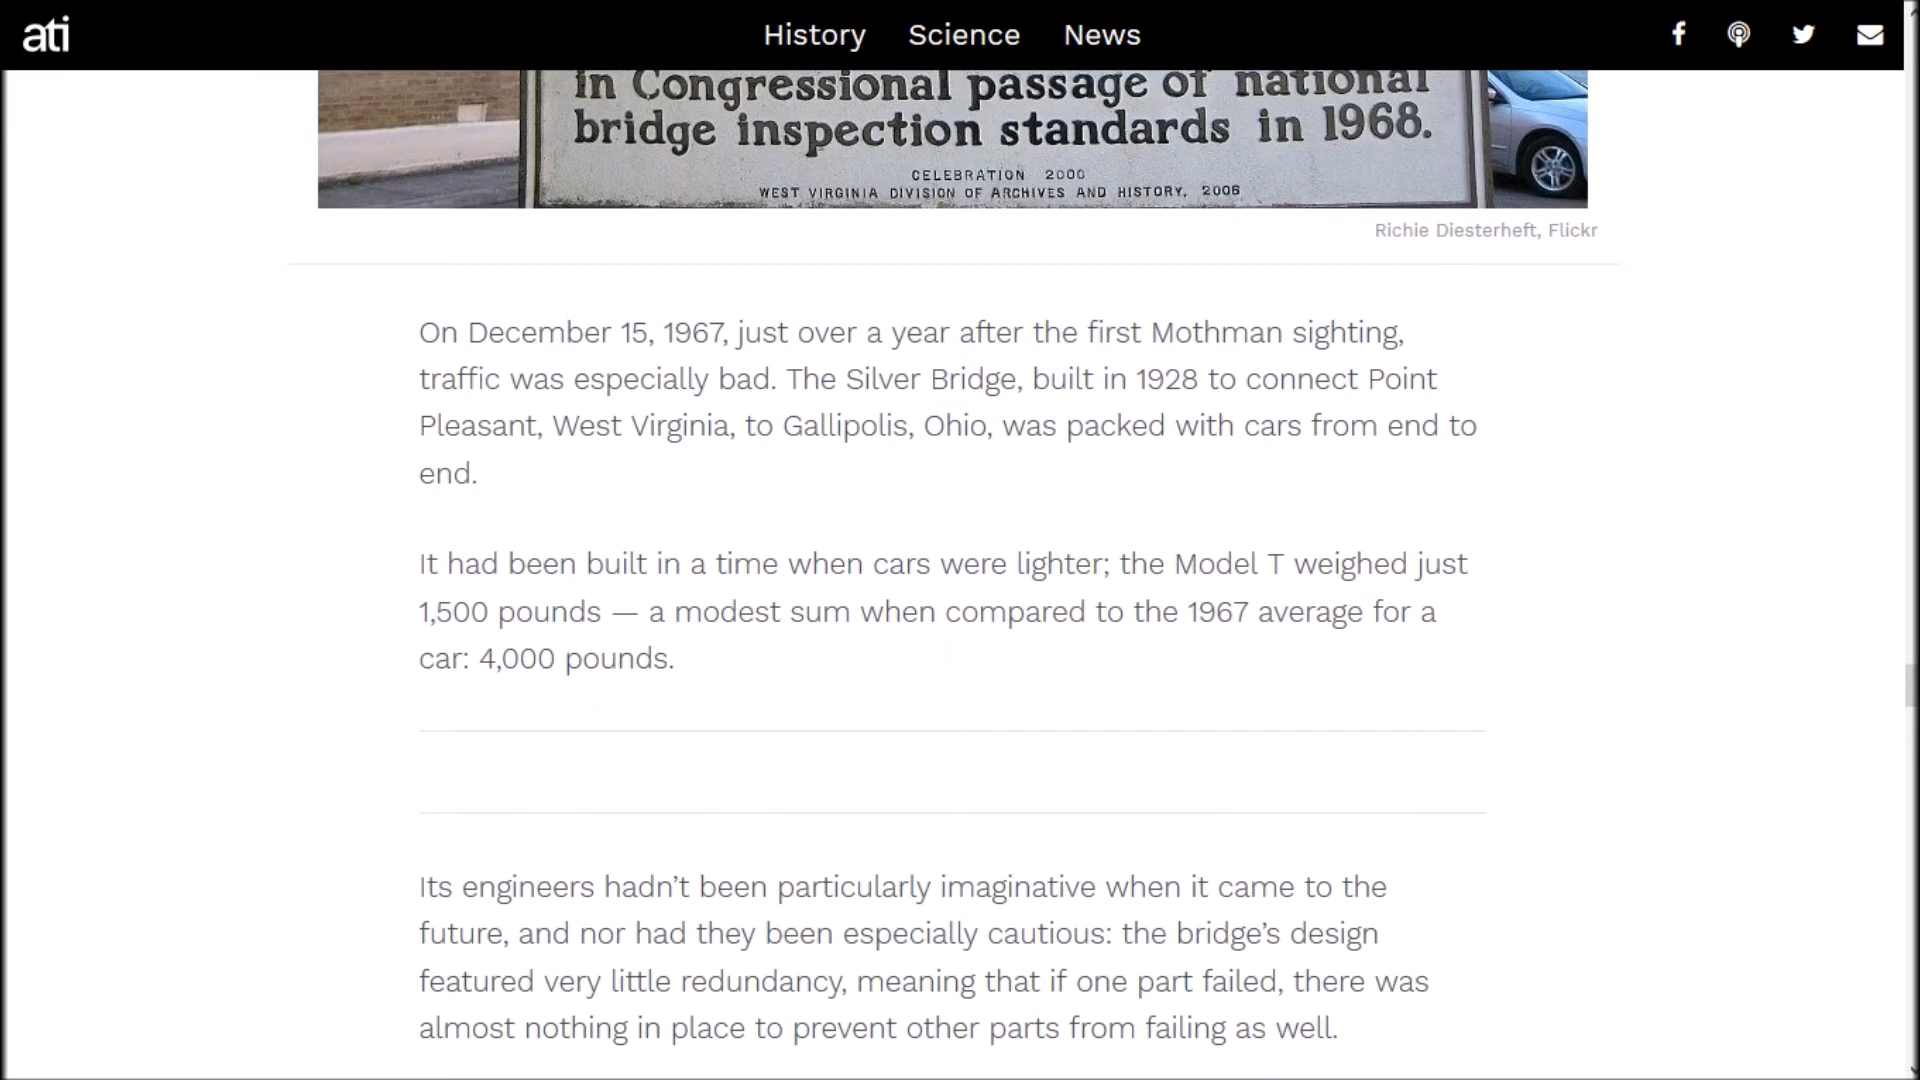 ati
History Science News
in Congressional passage of national
bridge inspection standards in 1968.
CELEBRATION 2000
WEST VIRGINIA DIVISION OF ARCHIVES AND HISTORY, 2006
Richie Diesterheft, Flickr
On December 15, 1967, just over a year after the first Mothman sighting,
traffic was especially bad. The Silver Bridge, built in 1928 to connect Point
Pleasant, West Virginia, to Gallipolis, Ohio, was packed with cars from end to
end.
It had been built in a time when cars were lighter; the Model T weighed just
1,500 pounds — a modest sum when compared to the 1967 average for a
car: 4,000 pounds.
Its engineers hadn’t been particularly imaginative when it came to the
future, and nor had they been especially cautious: the bridge’s design
featured very little redundancy, meaning that if one part failed, there was
almost nothing in place to prevent other parts from failing as well.